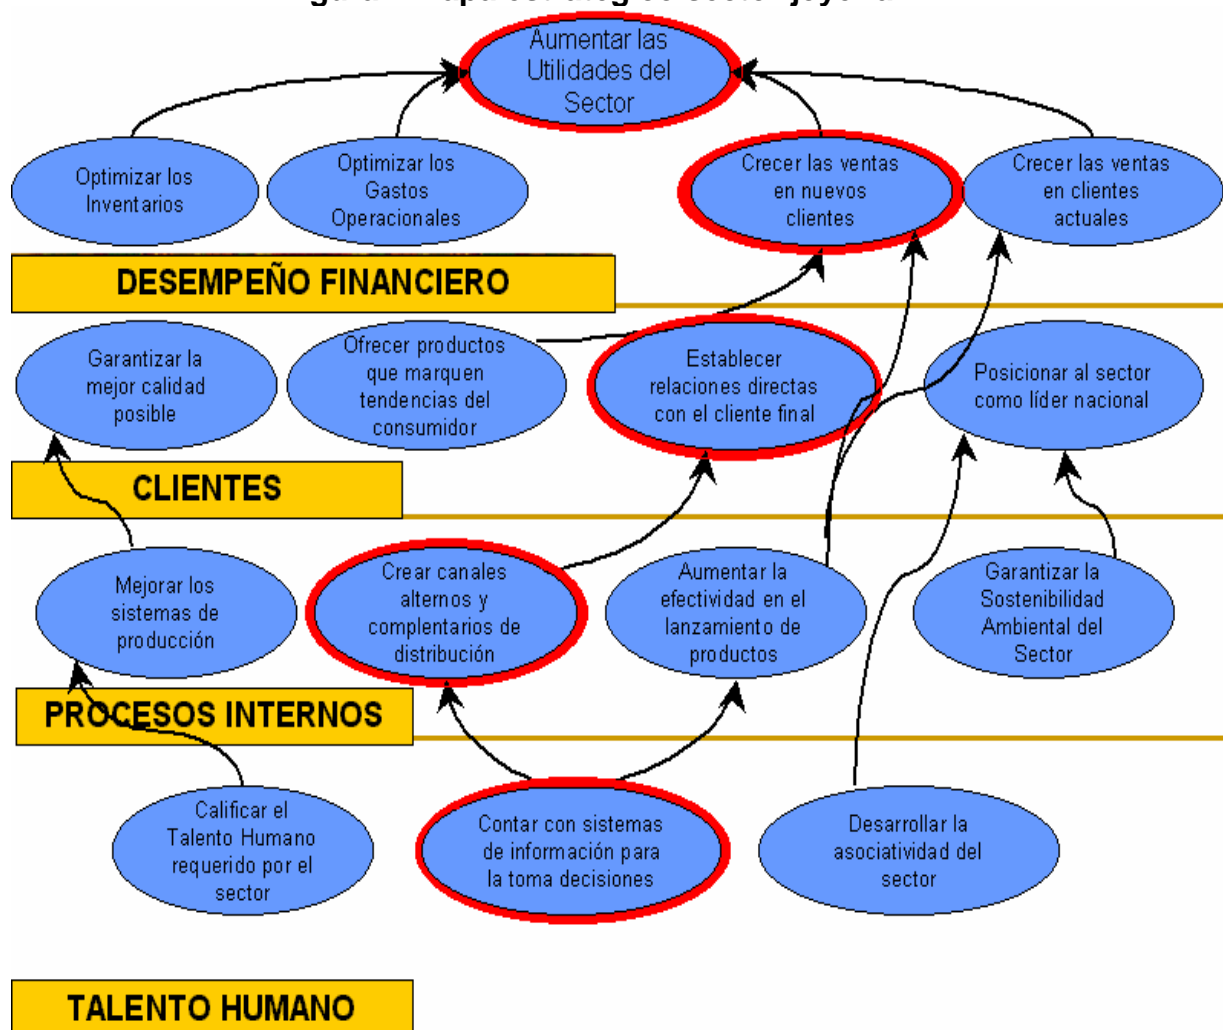 Aumentar las
Utilidades del
Sector
Optimizar los
Inventarios
Optimizar los
Gastos
Operacionales
Crecer las ventas
en nuevos
clientes
Crecer las ventas
en clientes
actuales
DESEMPEÑO FINANCIERO
Garantizar la
mejor calidad
posible
Ofrecer productos
que marquen
tendencias del
consumidor
Establecer
relaciones directas
con el cliente final
Posicionar al sector
como líder nacional
CLIENTES
Mejorar los
sistemas de
producción
Crear canales
alternos y
complentarios de
distribución
Aumentar la
efectividad en el
lanzamiento de
productos
Garantizar la
Sostenibilidad
Ambiental del
Sector
PROCESOS INTERNOS
Calificar el
Talento Humano
requerido por el
sector
Contar con sistemas
de información para
la toma decisiones
Desarrollar la
asociatividad del
sector
TALENTO HUMANO